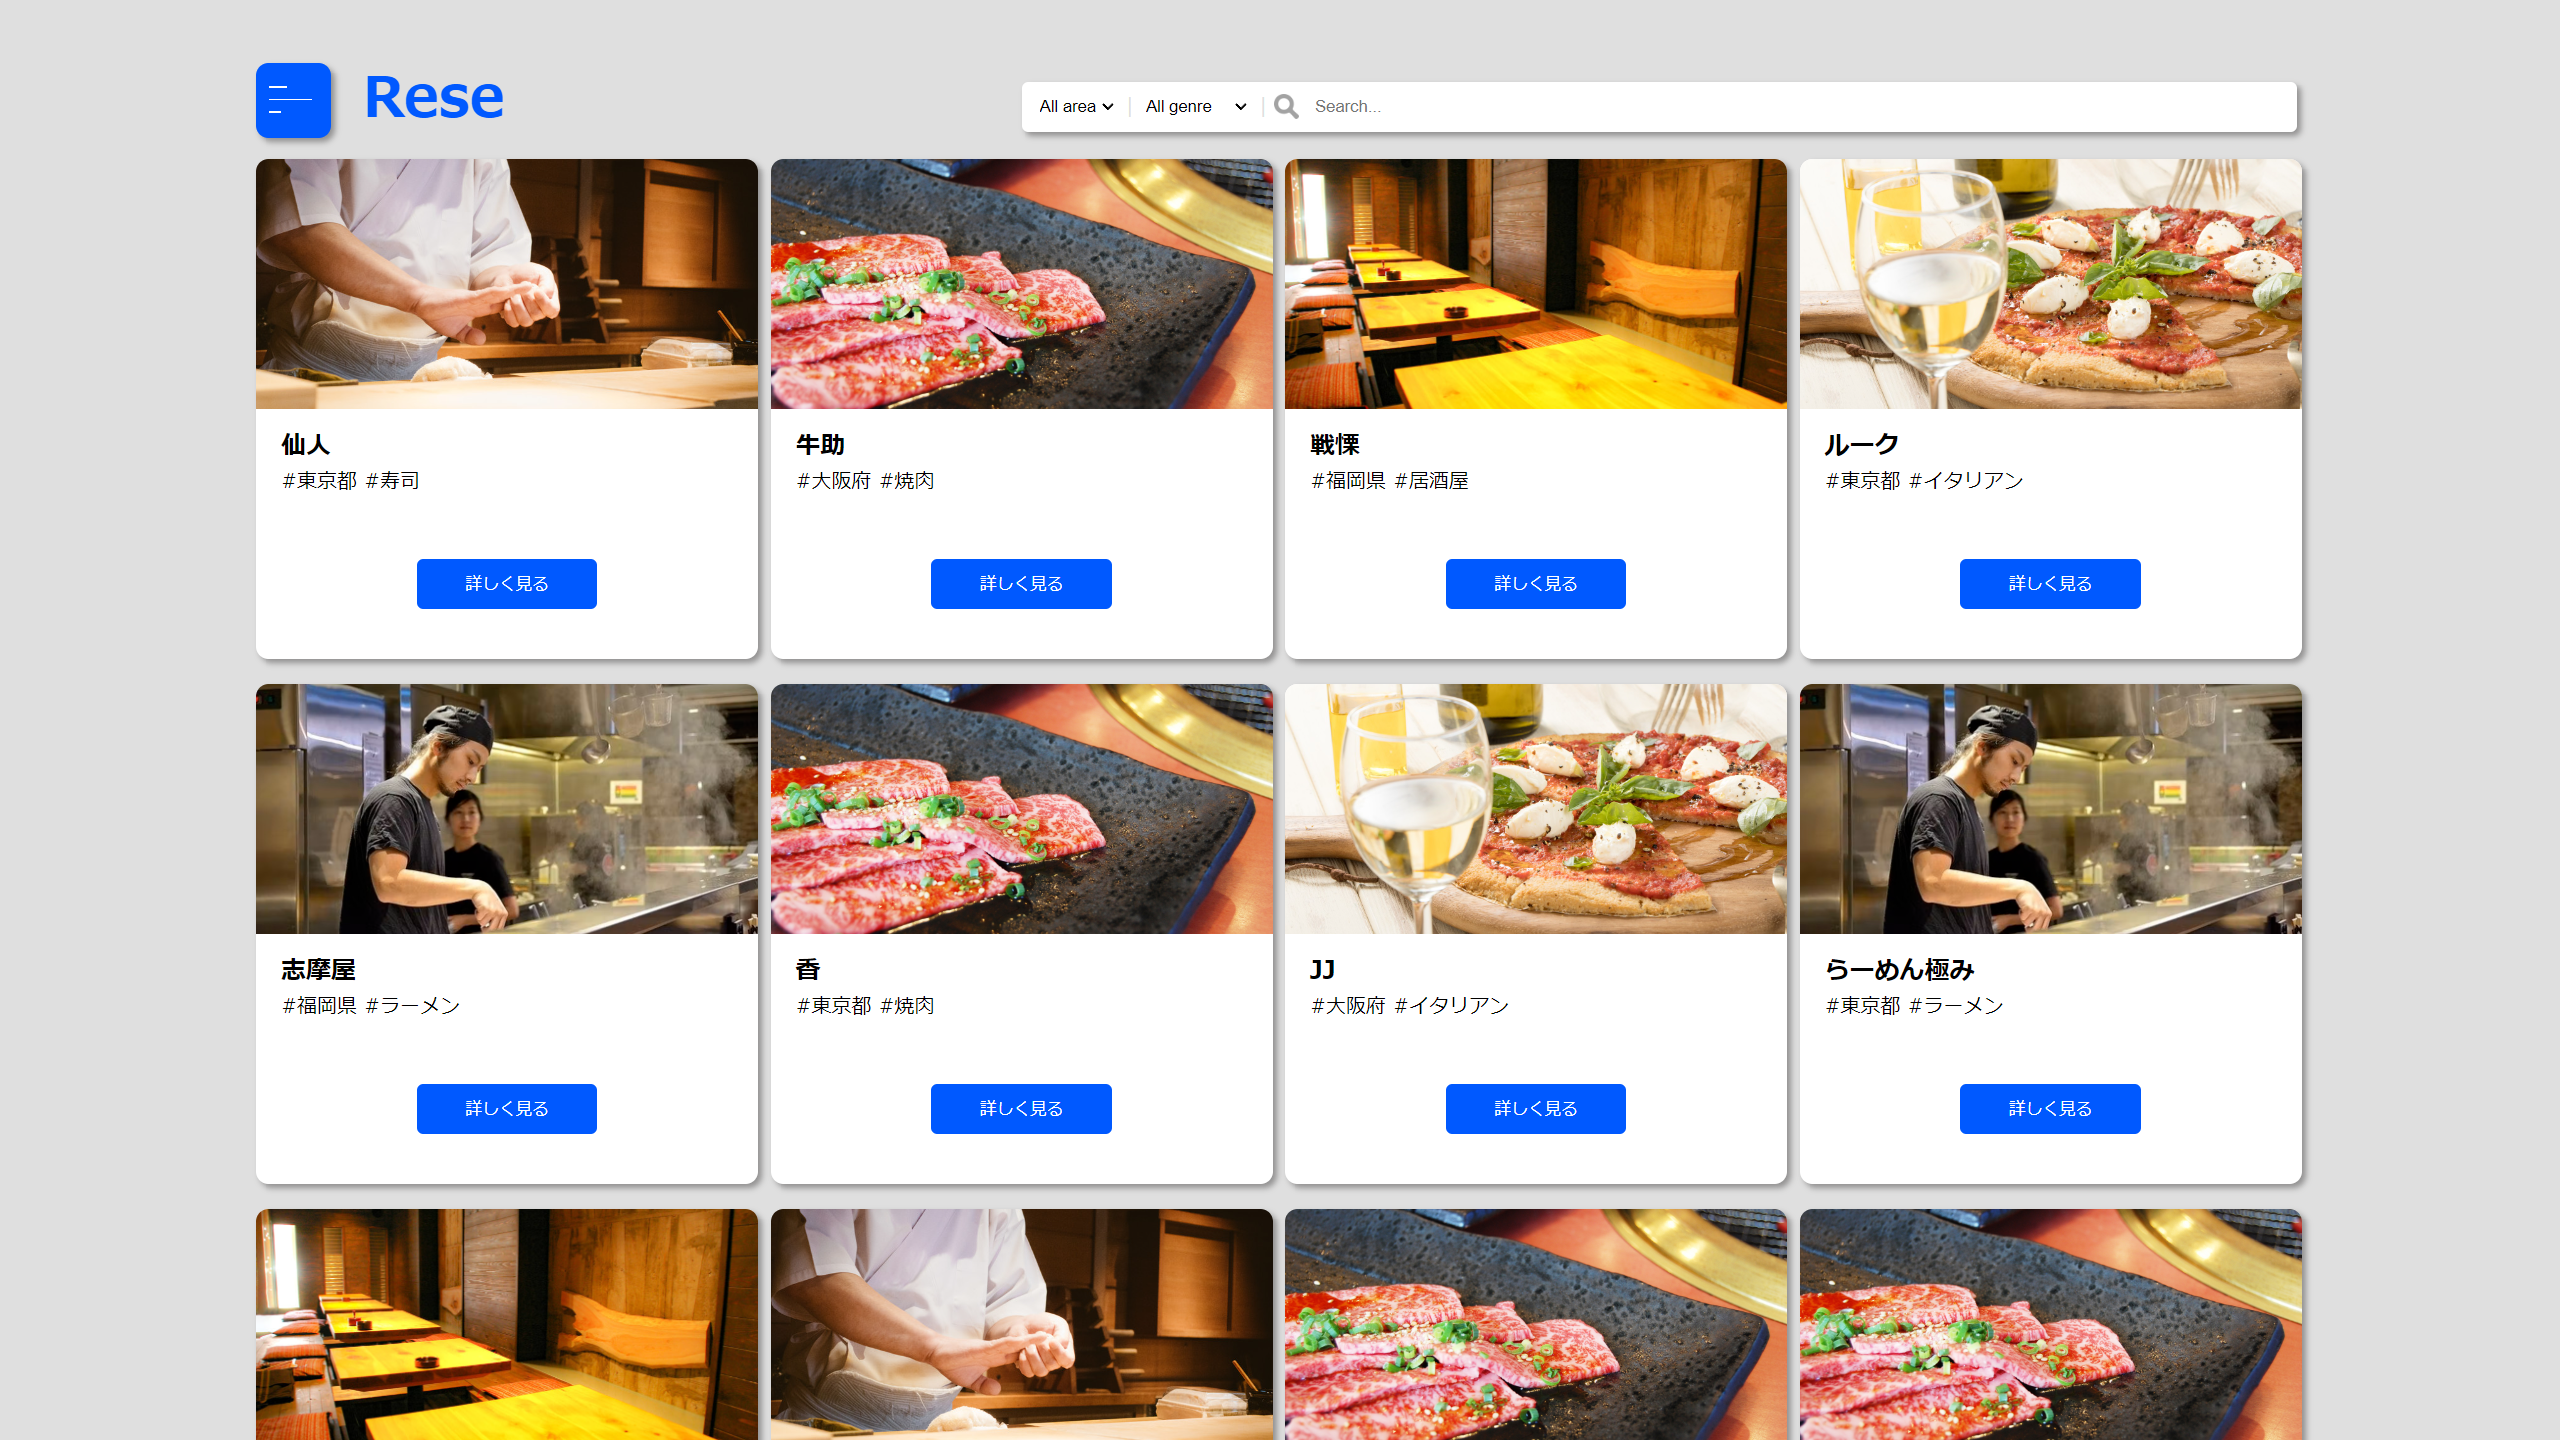 Rese
All area
All genre
Search...
仙人
#東京都 #寿司
詳しく見る
牛助
#大阪府 #焼肉
詳しく見る
戦慄
#福岡県 #居酒屋
詳しく見る
ルーク
#東京都 #イタリアン
詳しく見る
志摩屋
#福岡県 #ラーメン
詳しく見る
香
#東京都 #焼肉
詳しく見る
JJ
#大阪府 #イタリアン
詳しく見る
らーめん極み
#東京都 #ラーメン
詳しく見る